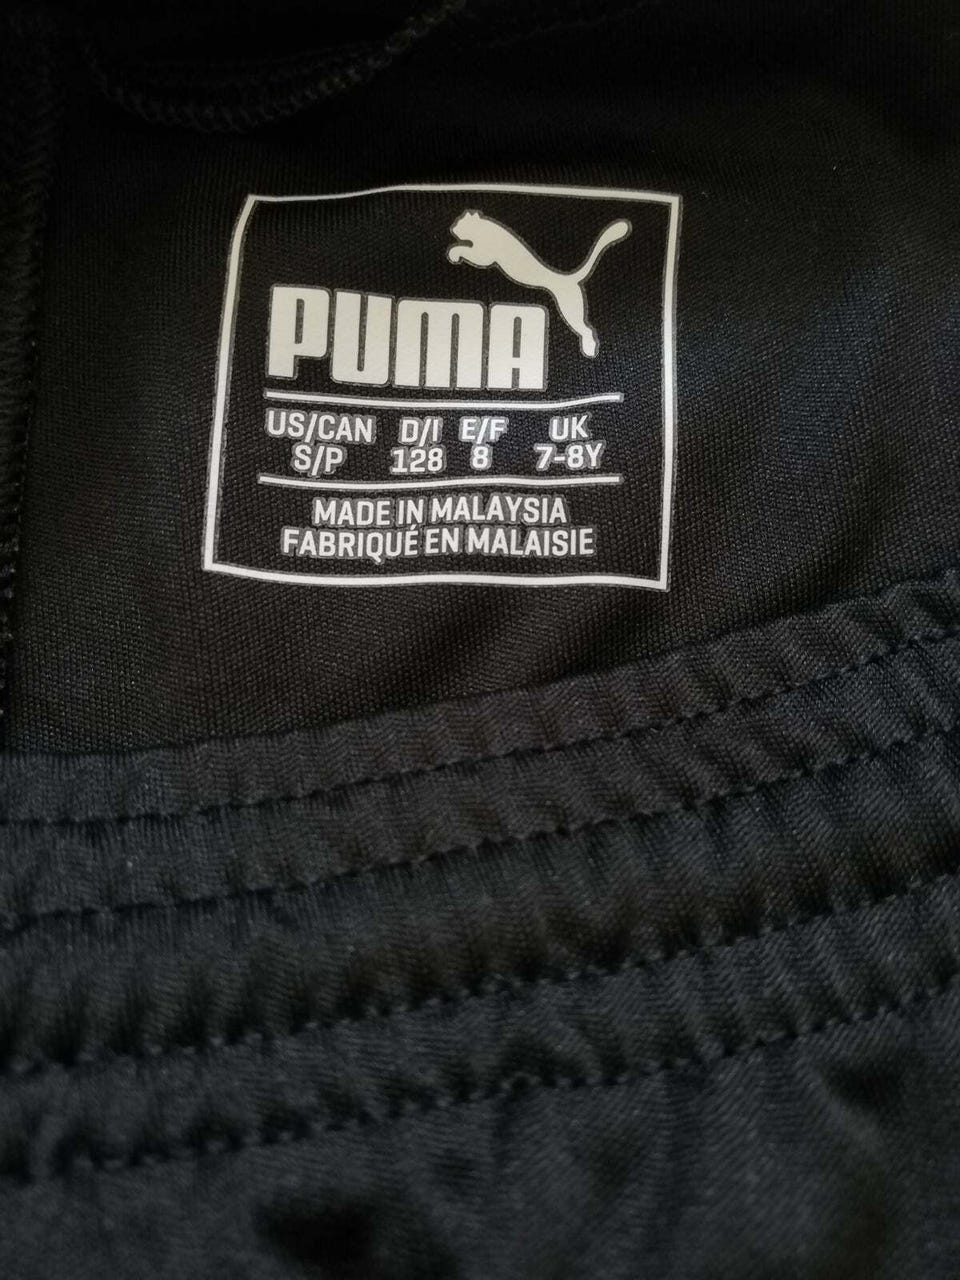 PUMA
US/CAN D/I E/F UK
S/P 128 8 7-8Y
MADE IN MALAYSIA
FABRIQUÉ EN MALAISIE